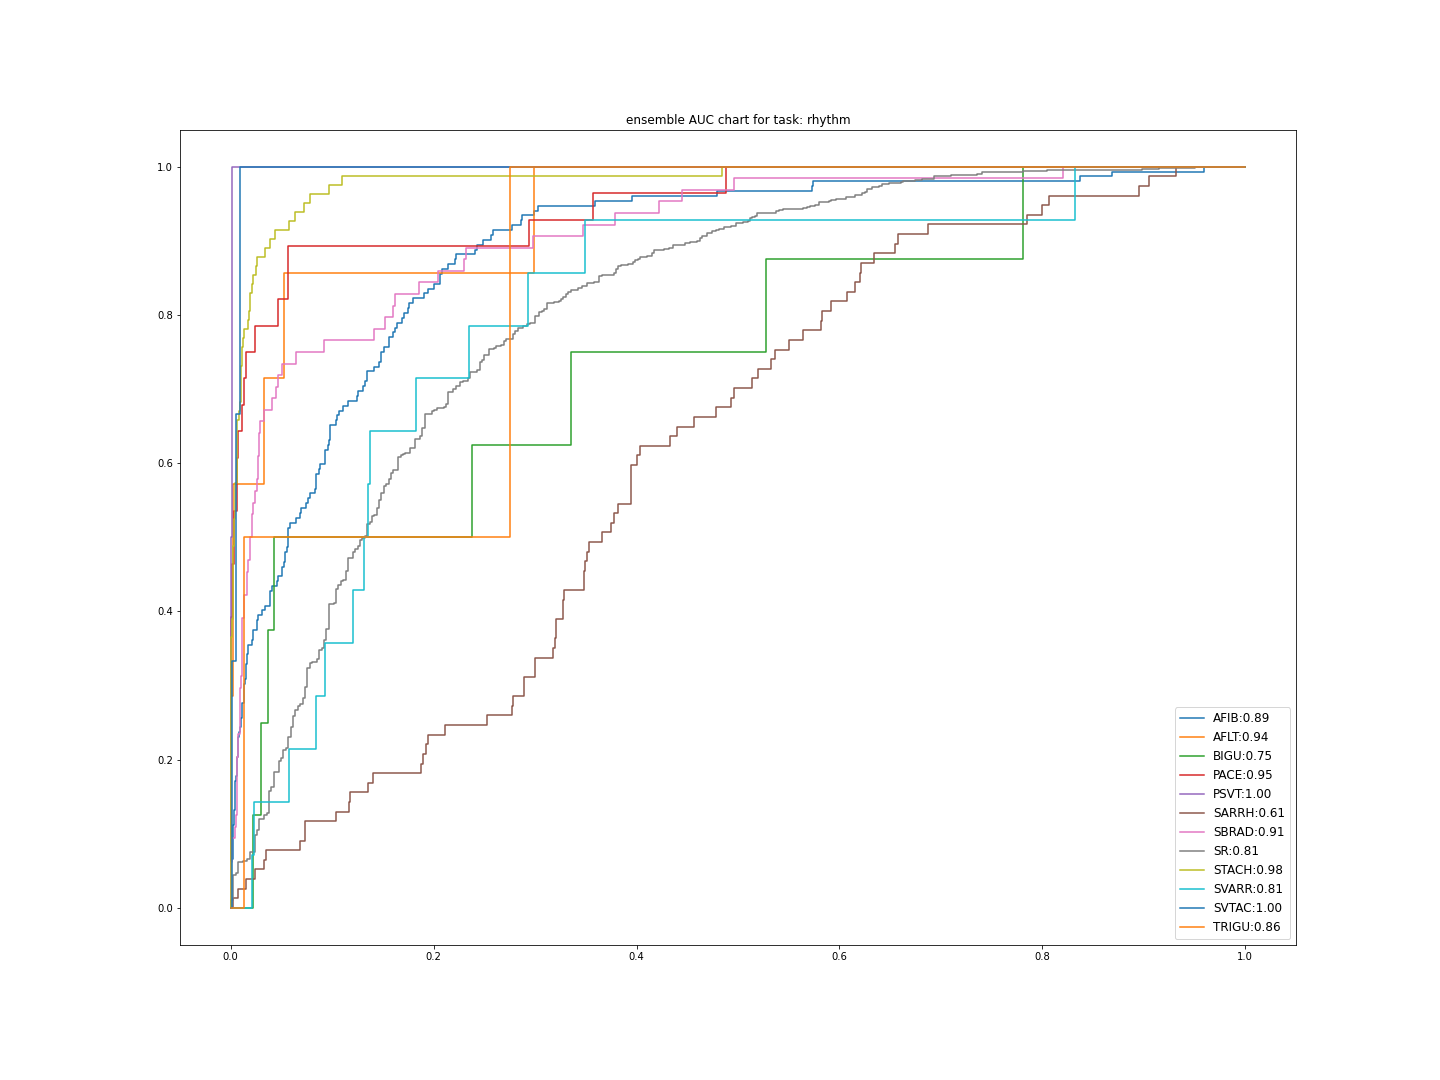 ensemble AUC chart for task: rhythm
1.0
0.8
0.6
0.4
0.2
0.0
0.0 0.2 0.4 0.6 0.8 1.0
AFIB:0.89
AFLT:0.94
BIGU:0.75
PACE:0.95
PSVT:1.00
SARRH:0.61
SBRAD:0.91
SR:0.81
STACH:0.98
SVARR:0.81
SVTAC:1.00
TRIGU:0.86